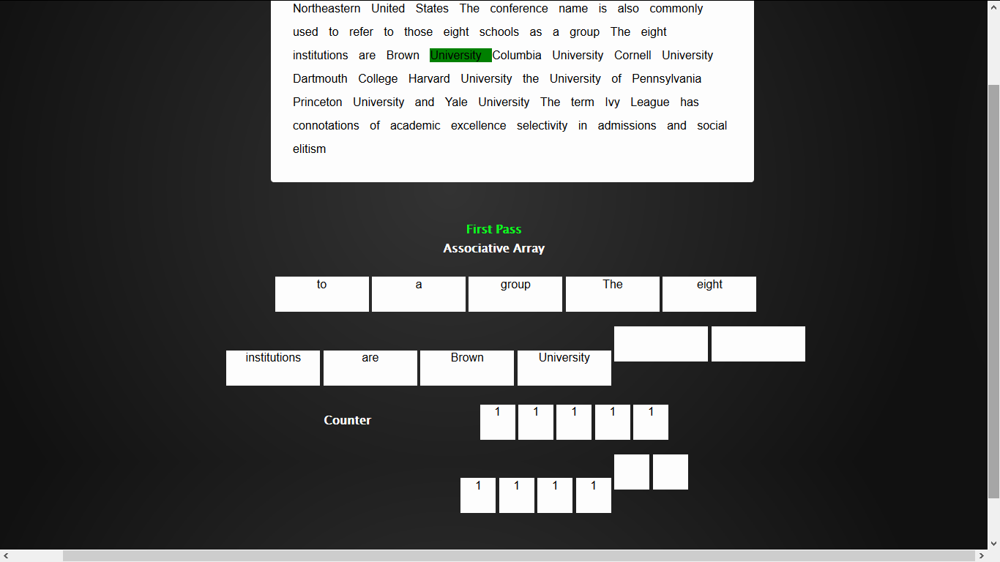 Northeastern United States The conference name is also commonly
used to refer to those eight schools as a group The eight
institutions are Brown University Columbia University Cornell University
Dartmouth College Harvard University the University of Pennsylvania
Princeton University and Yale University The term Ivy League has
connotations of academic excellence selectivity in admissions and social
elitism
First Pass
Associative Array
to a group The eight
institutions are Brown University
Counter 1 1 1 1 1
1 1 1 1